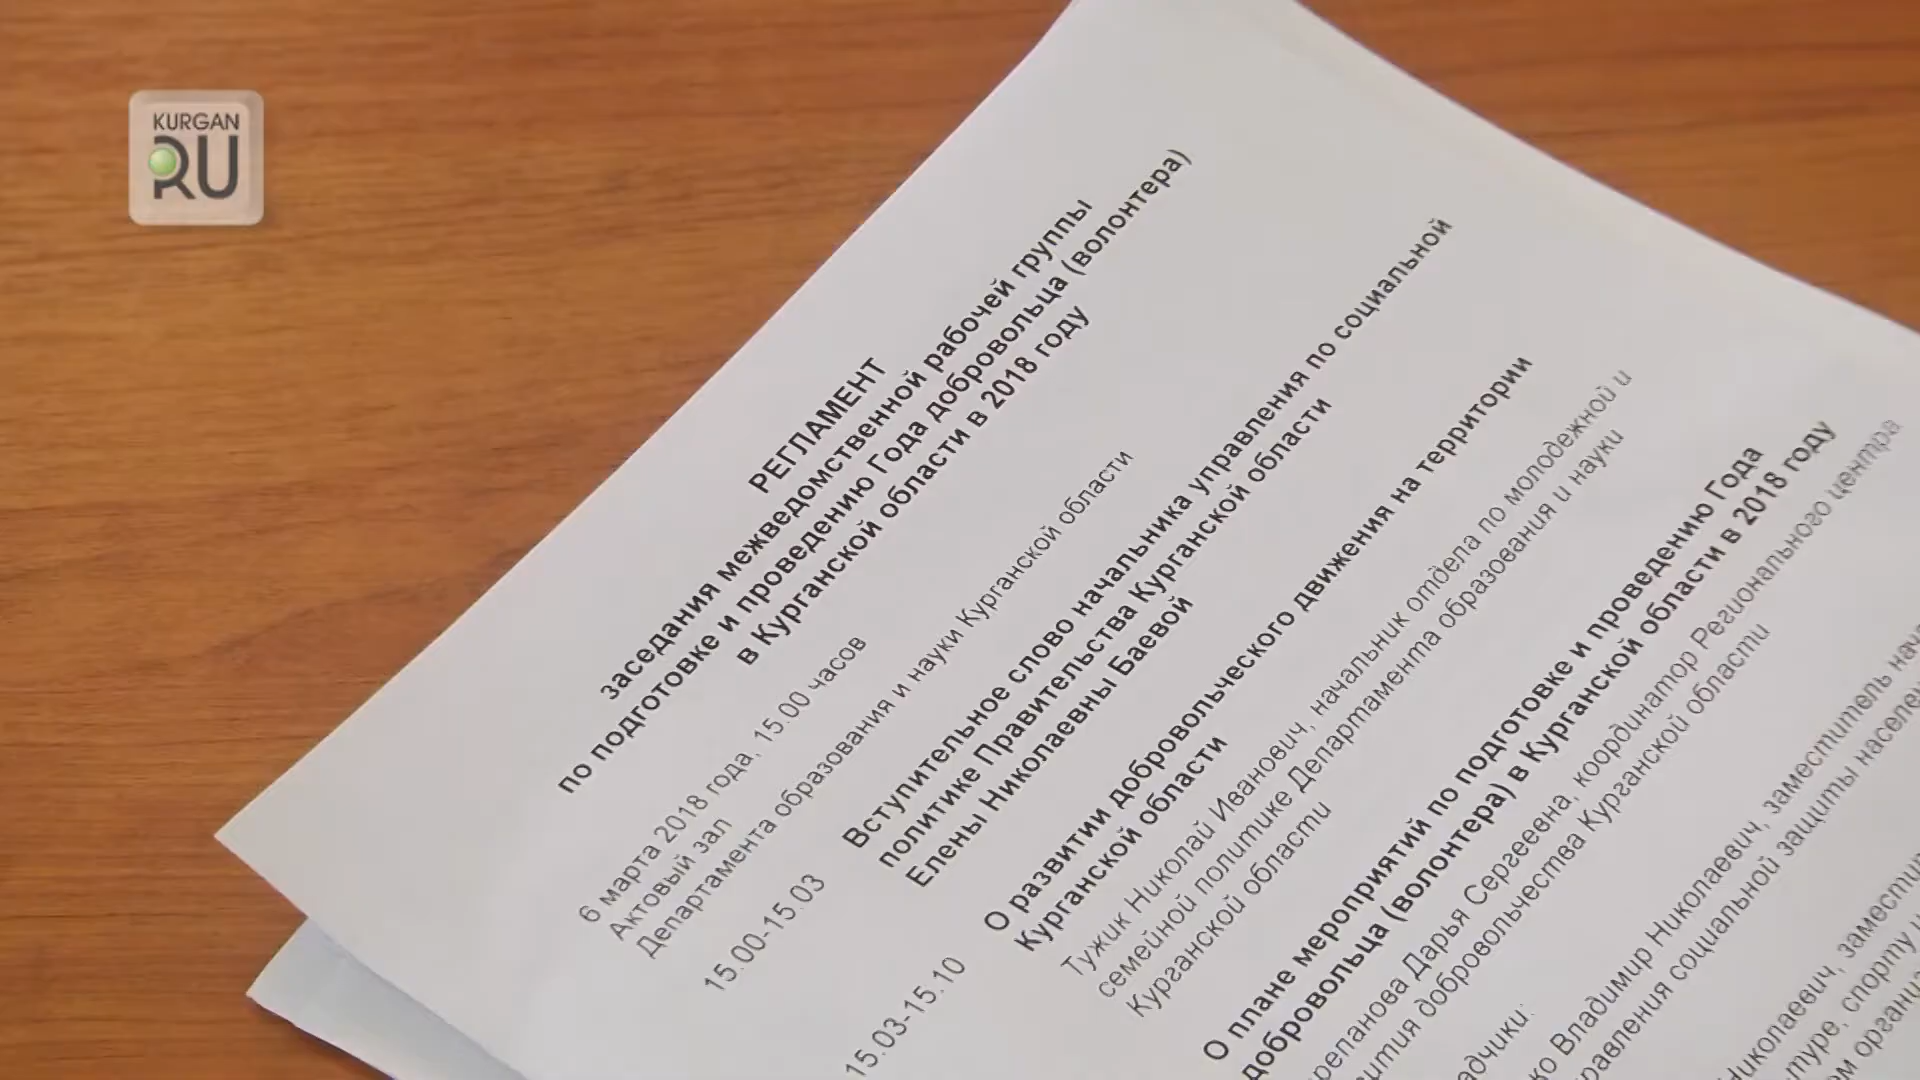 KURGAN
RU
РЕГЛАМЕНТ
заседания межведомственной рабочей группы
по подготовке и проведению Года добровольца (волонтера)
в Курганской области в 2018 году
6 марта 2018 года, 15.00 часов
Актовый зал
Департамента образования и науки Курганской области
15.00-15.03
Вступительное слово начальника управления по социальной
политике Правительства Курганской области
Елены Николаевны Баевой
15.03-15.10
О развитии добровольческого движения на территории
Курганской области
Тужик Николай Иванович, начальник отдела по молодежной и
семейной политике Департамента образования и науки
Курганской области
О плане мероприятий по подготовке и проведению Года
добровольца (волонтера) в Курганской области в 2018 году
Дарья Сергеевна, координатор Регионального центра
добровольчества Курганской области
Владимир Николаевич, заместитель
социальной защиты